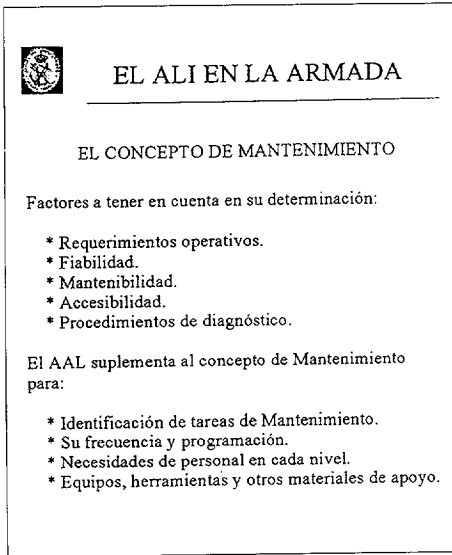 EL ALI EN LA ARMADA
EL CONCEPTO DE MANTENIMIENTO
Factores a tener en cuenta en su determinación:
* Requerimientos operativos.
* Fiabilidad.
* Mantenibilidad.
* Accesibilidad.
* Procedimientos de diagnóstico.
El AAL suplementa al concepto de Mantenimiento
para:
* Identificación de tareas de Mantenimiento.
* Su frecuencia y programación.
* Necesidades de personal en cada nivel.
* Equipos, herramientas y otros materiales de apoyo.